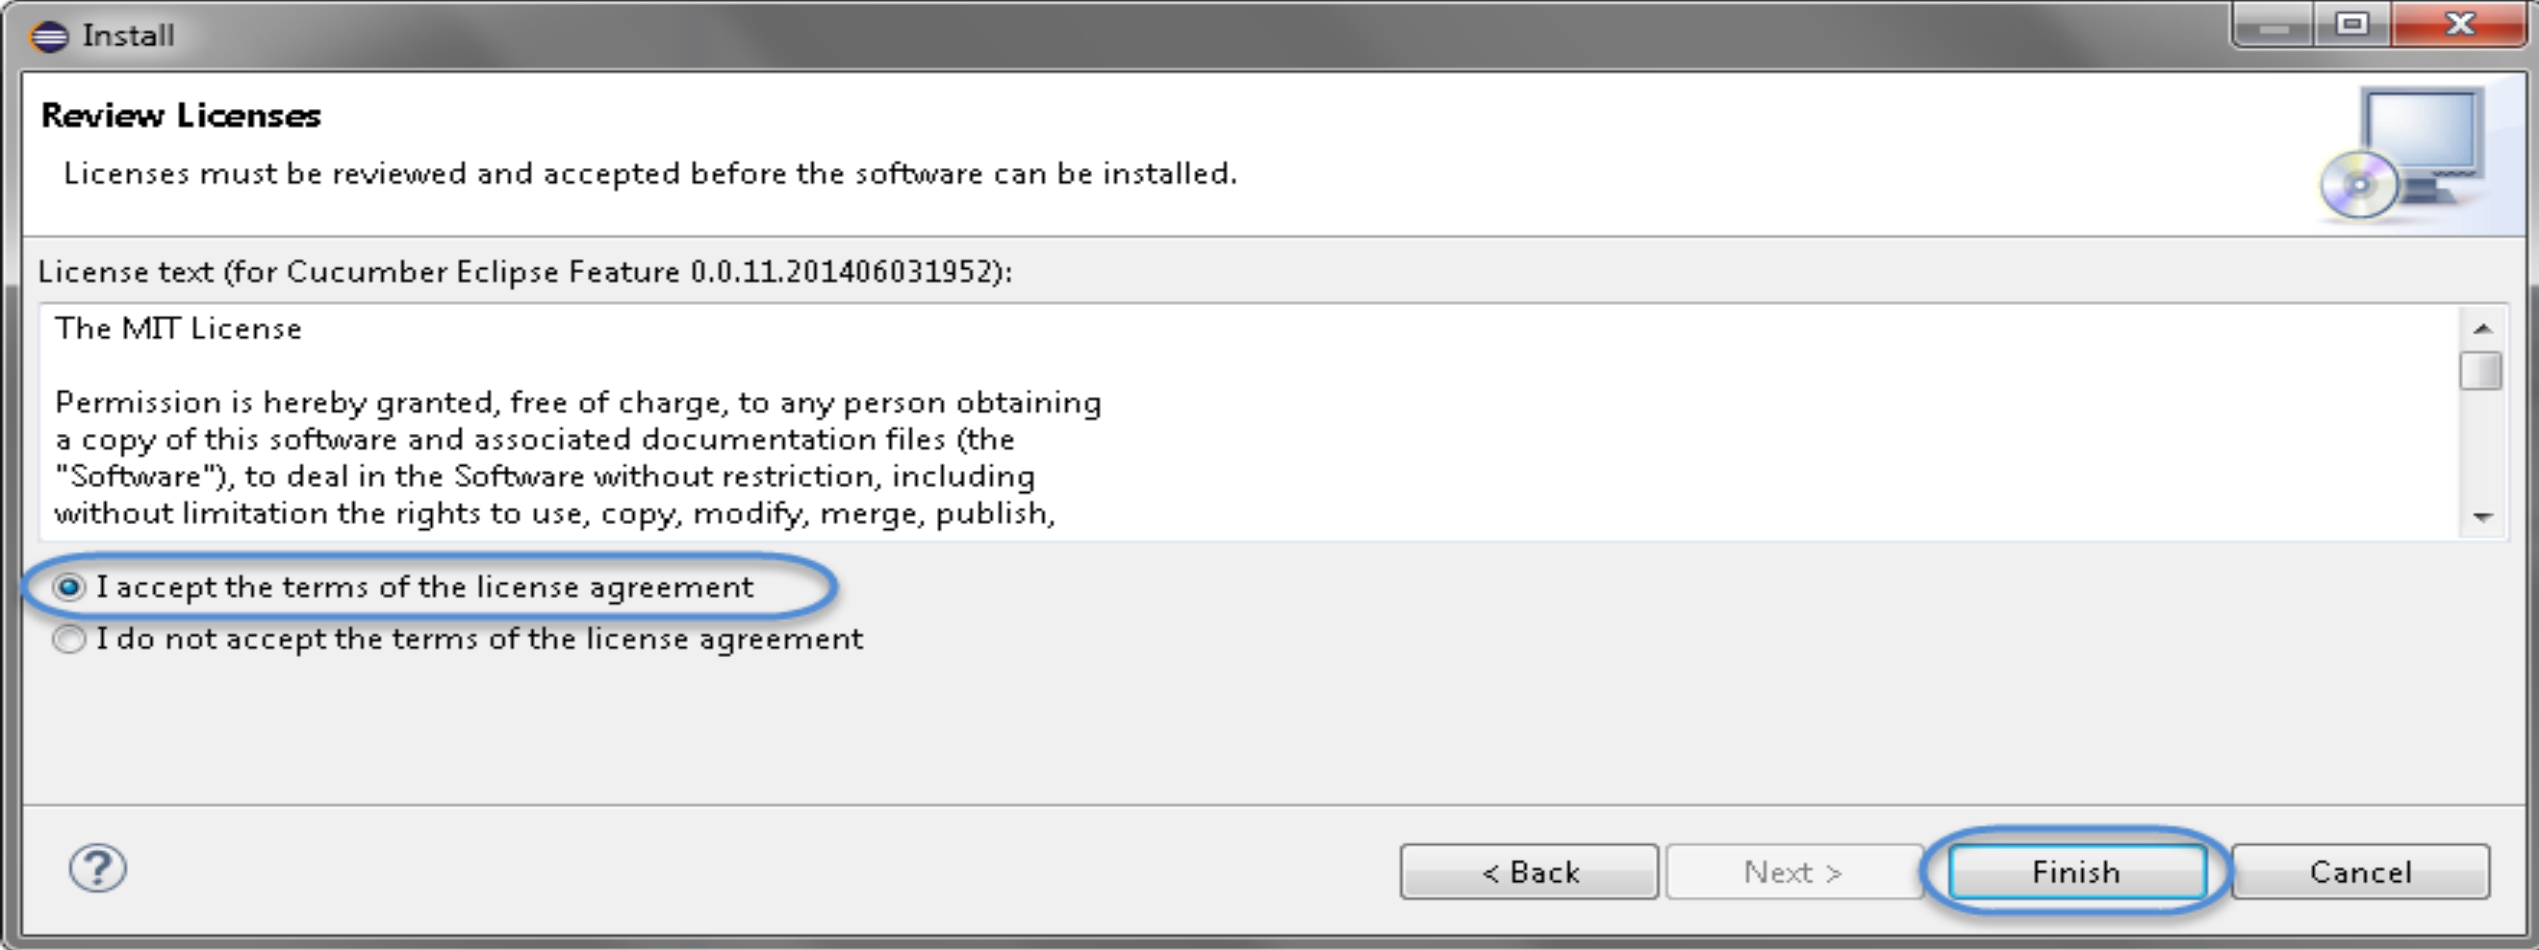 Install
Review Licenses
Licenses must be reviewed and accepted before the software can be installed.
License text (for Cucumber Eclipse Feature 0.0.11.201406031952):
The MIT License
Permission is hereby granted, free of charge, to any person obtaining
a copy of this software and associated documentation files (the
"Software"), to deal in the Software without restriction, including
without limitation the rights to use, copy, modify, merge, publish,
I accept the terms of the license agreement
I do not accept the terms of the license agreement
? < Back Next > Finish Cancel